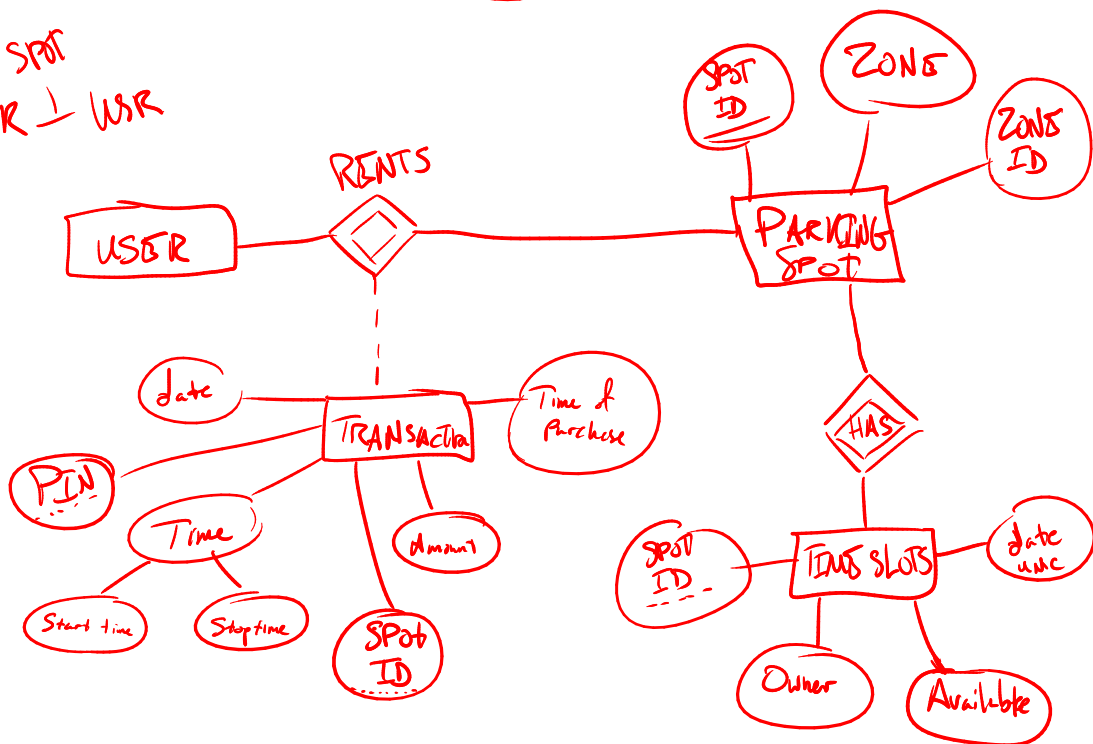 SPOT
R 1 USR
RENTS
USER
SPOT
ID
ZONE
ZONE
ID
PARKING
SPOT
date
TRANSACTION
Time of
Purchase
PIN
Time
Start time
Stop time
Amount
SPOT
ID
HAS
TIME SLOTS
SPOT
ID
date
Owner
Available